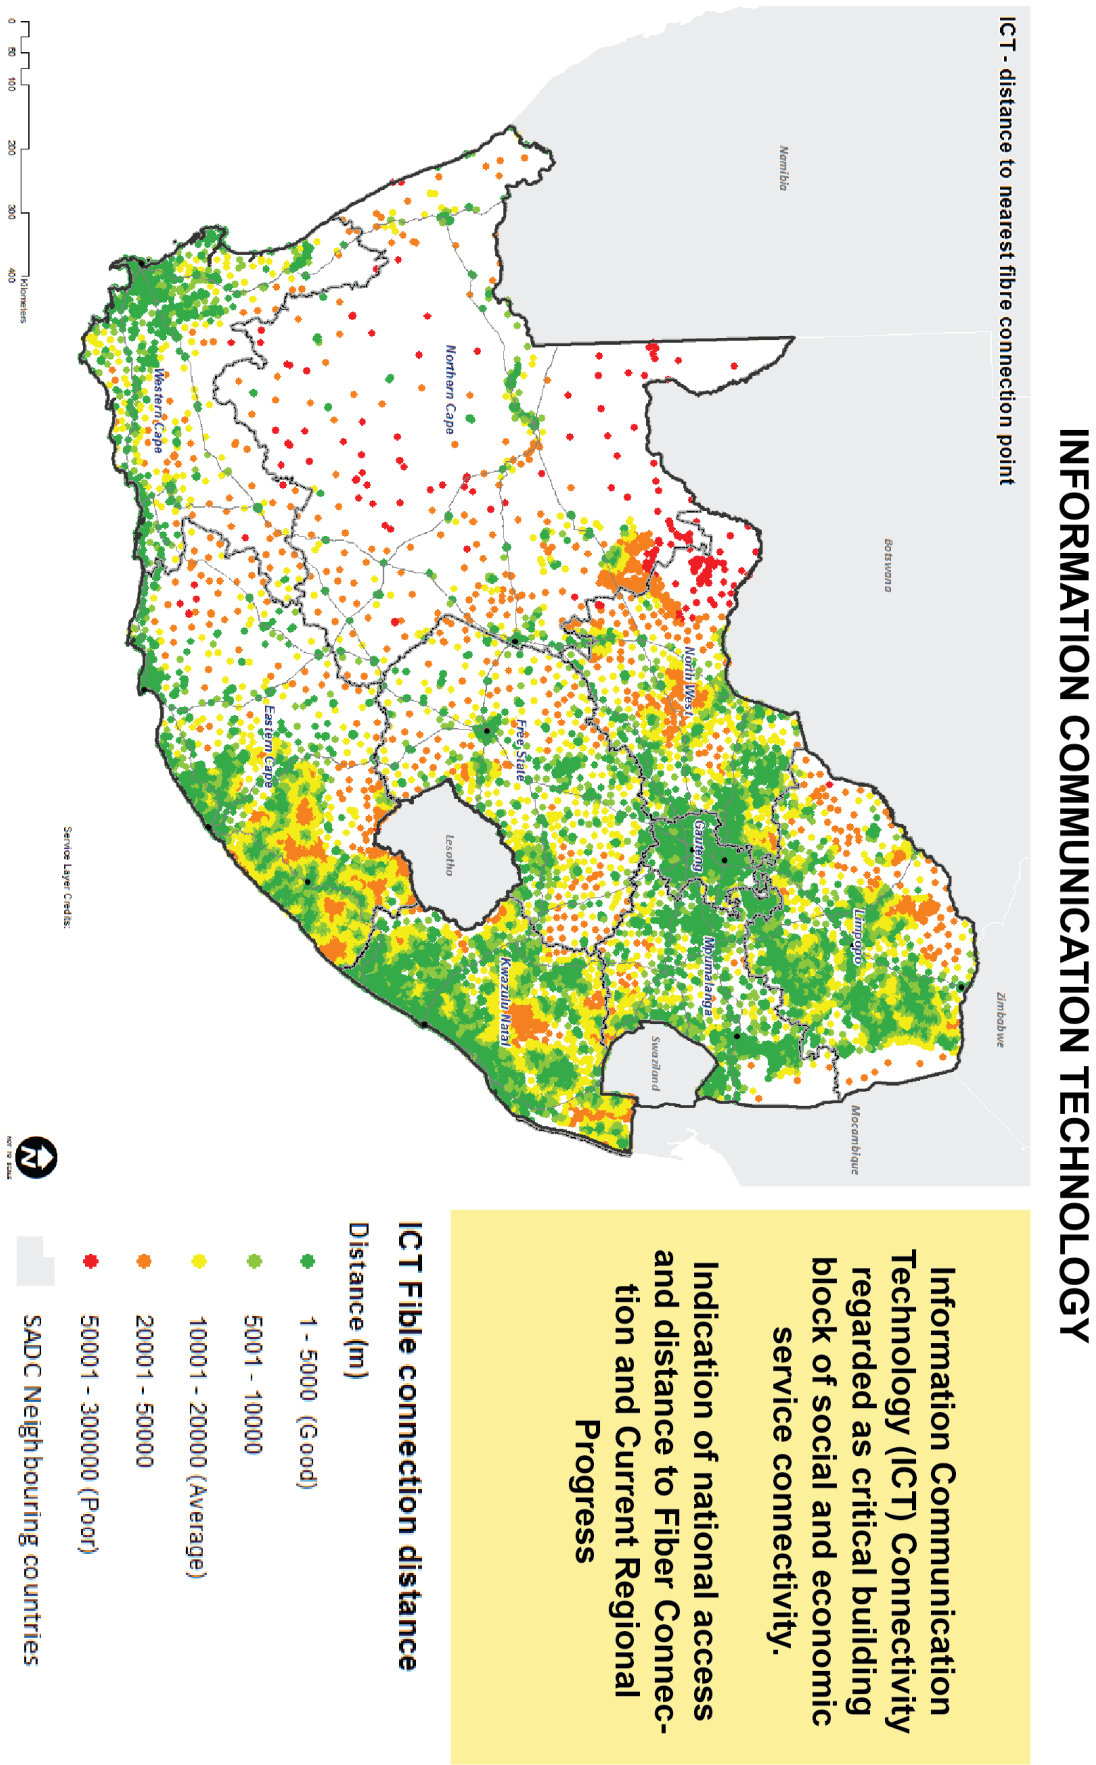 INFORMATION COMMUNICATION TECHNOLOGY
ICT - distance to nearest fibre connection point
Namibia
Botswana
Zimbabwe
Mocambique
Limpopo
North West
Gauteng
Mpumalanga
Swaziland
Northern Cape
Free State
Kwazulu Natal
Lesotho
Eastern Cape
Western Cape
Service Layer Credits:
0 50 100 200 300 400
Kilometers
N
NOT TO SCALE
Information Communication
Technology (ICT) Connectivity
regarded as critical building
block of social and economic
service connectivity.
Indication of national access
and distance to Fiber Connec-
tion and Current Regional
Progress
ICT Fible connection distance
Distance (m)
1 - 5000 (Good)
5001 - 10000
10001 - 20000 (Average)
20001 - 50000
50001 - 300000 (Poor)
SADC Neighbouring countries